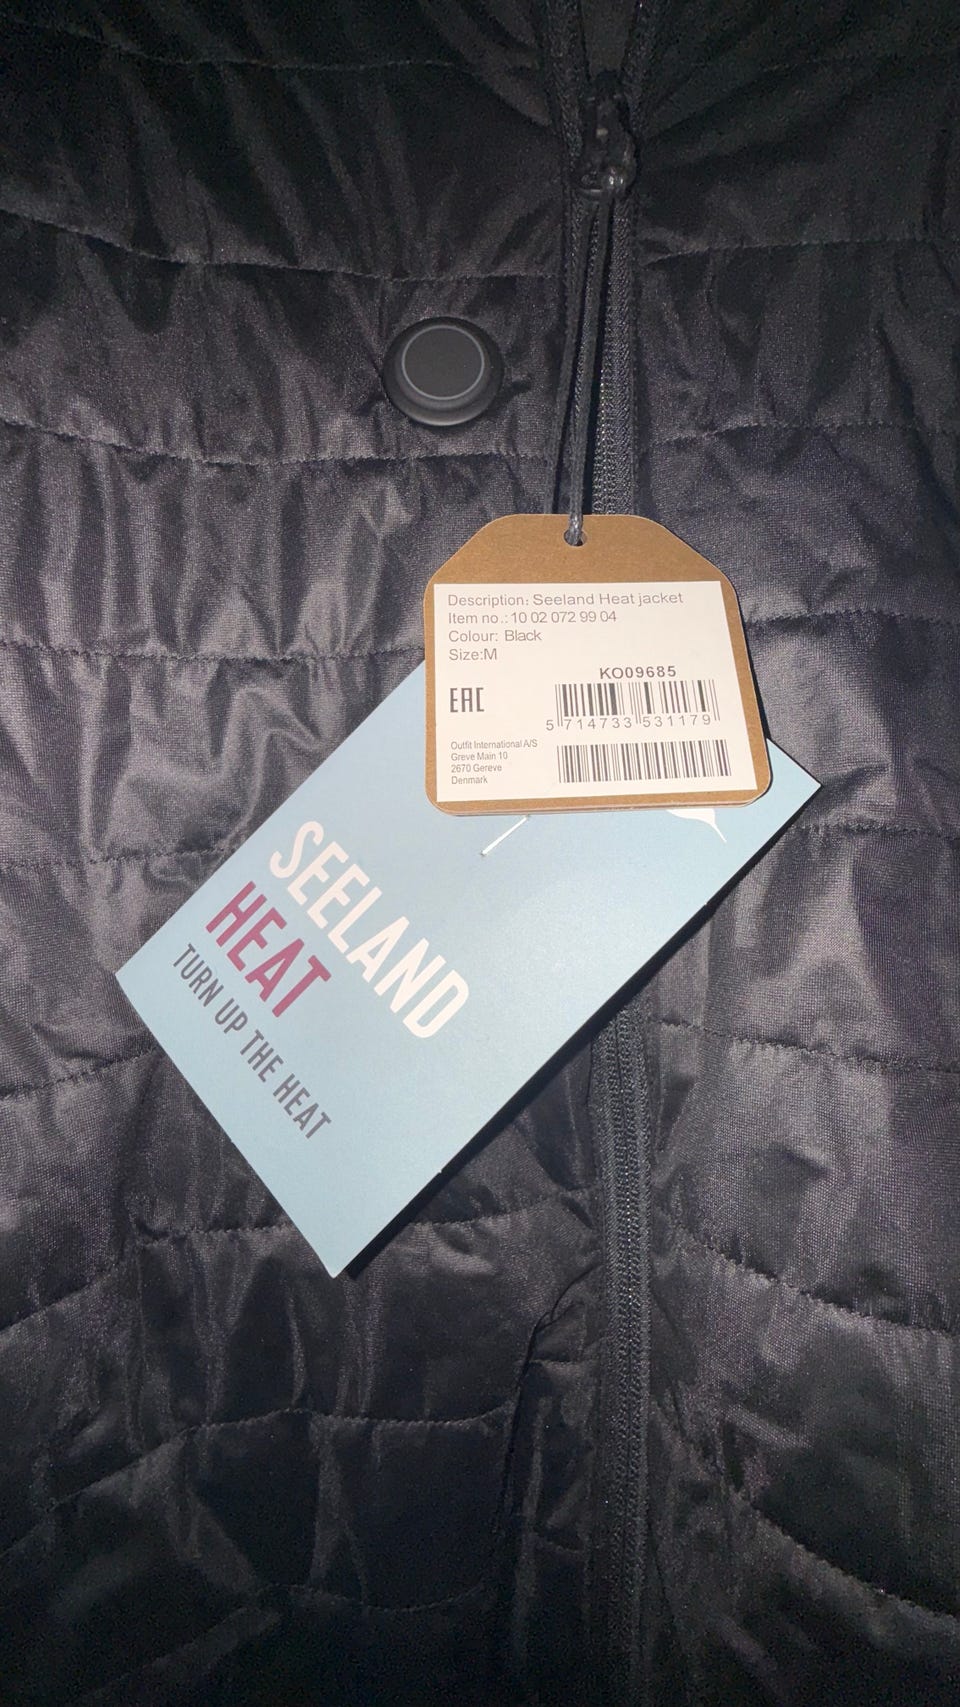 Description: Seeland Heat jacket
Item no.: 10 02 072 99 04
Colour: Black
Size:M
KO09685
EAC
5 714733 531179
Outfit International A/S
Greve Main 10
2670 Gereve
Denmark
SEELAND
HEAT
TURN UP THE HEAT